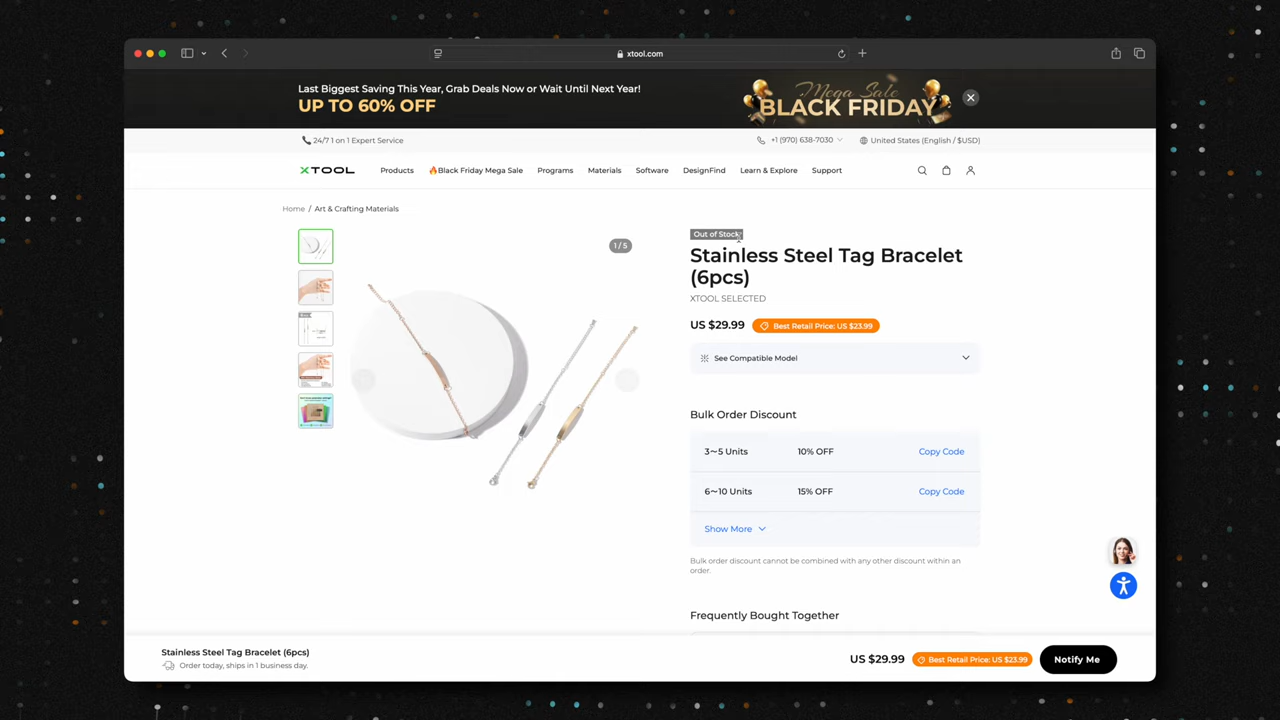 xtool.com
Last Biggest Saving This Year, Grab Deals Now or Wait Until Next Year!
UP TO 60% OFF
Mega Sale
BLACK FRIDAY
24/7 1 on 1 Expert Service
+1 (970) 638-7030
United States (English / $USD)
XTOOL
Products
🔥Black Friday Mega Sale
Programs
Materials
Software
DesignFind
Learn & Explore
Support
Home / Art & Crafting Materials
1 / 5
Out of Stock
Stainless Steel Tag Bracelet
(6pcs)
XTOOL SELECTED
US $29.99
Best Retail Price: US $23.99
See Compatible Model
Bulk Order Discount
3~5 Units
10% OFF
Copy Code
6~10 Units
15% OFF
Copy Code
Show More
Bulk order discount cannot be combined with any other discount within an
order.
Frequently Bought Together
Stainless Steel Tag Bracelet (6pcs)
Order today, ships in 1 business day.
US $29.99
Best Retail Price: US $23.99
Notify Me